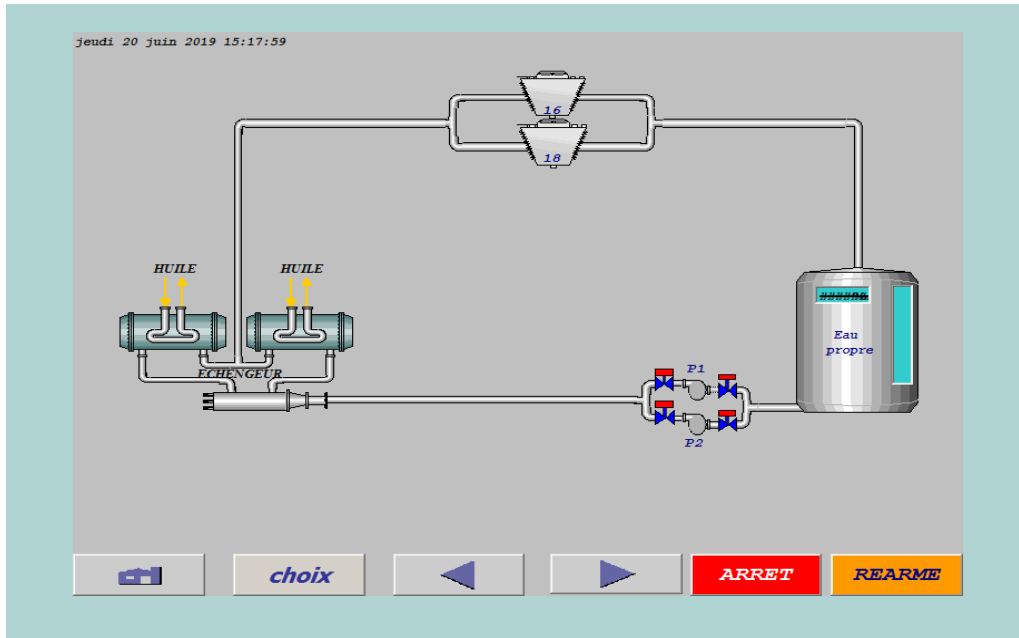 jeudi 20 juin 2019 15:17:59
16
18
HUILE
HUILE
Eau
propre
ECHENGEUR
P1
P2
choix
ARRET
REARME